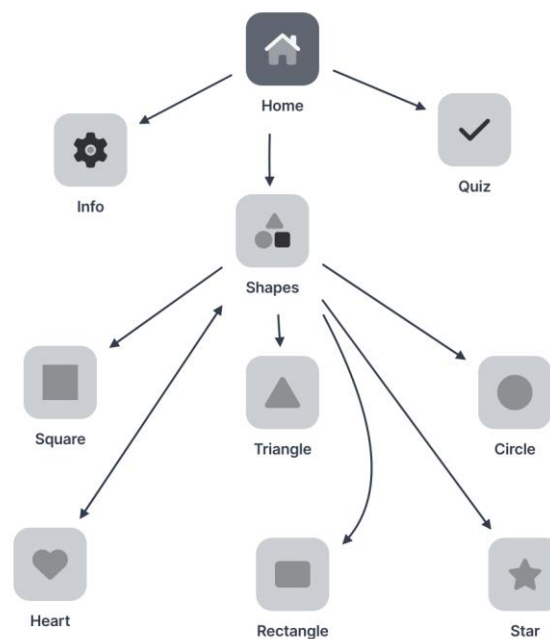 Home
Info
Quiz
Shapes
Square
Triangle
Circle
Heart
Rectangle
Star